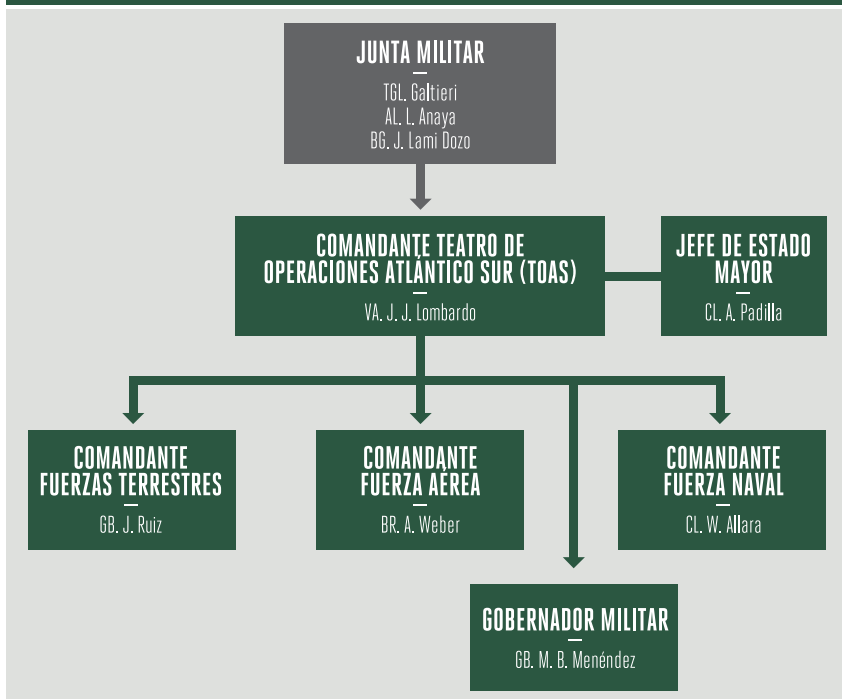 JUNTA MILITAR
TGL. Galtieri
AL. L. Anaya
BG. J. Lami Dozo
COMANDANTE TEATRO DE
OPERACIONES ATLÁNTICO SUR (TOAS)
VA. J. J. Lombardo
JEFE DE ESTADO
MAYOR
CL. A. Padilla
COMANDANTE
FUERZAS TERRESTRES
GB. J. Ruiz
COMANDANTE
FUERZA AÉREA
BR. A. Weber
COMANDANTE
FUERZA NAVAL
CL. W. Allara
GOBERNADOR MILITAR
GB. M. B. Menéndez